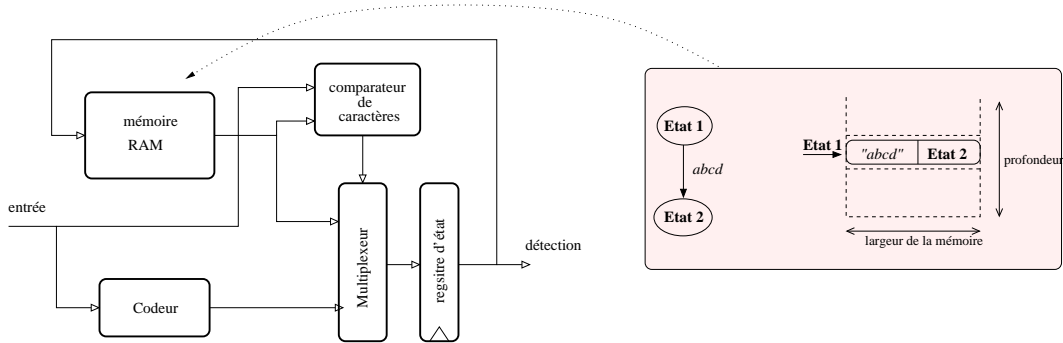 mémoire
RAM
comparateur
de
caractères
entrée
Codeur
Multiplexeur
regsitre d'état
détection
Etat 1
abcd
Etat 2
Etat 1
"abcd"
Etat 2
profondeur
largeur de la mémoire